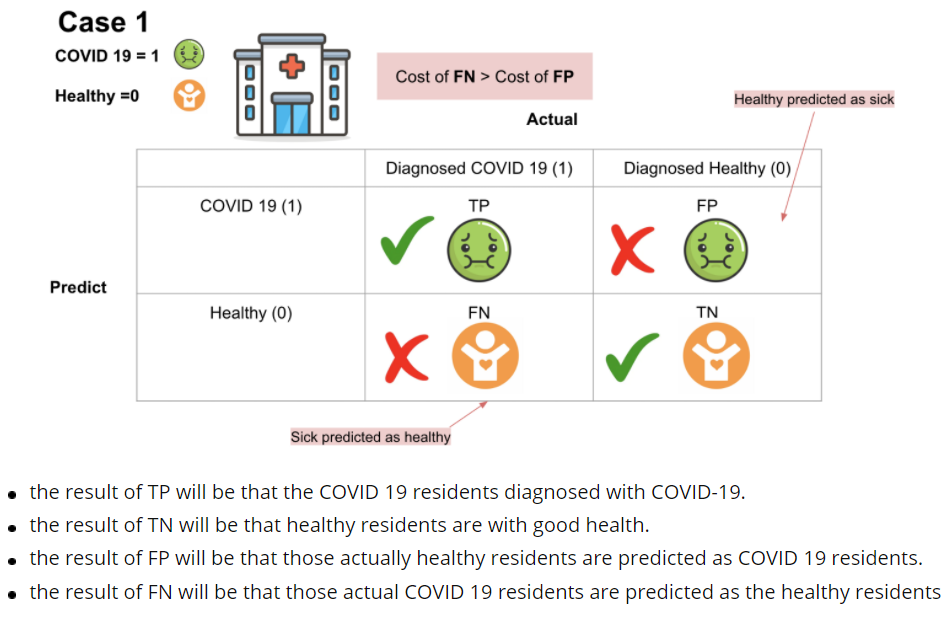 Case 1
COVID 19 = 1
Healthy =0
Cost of FN > Cost of FP
Healthy predicted as sick
Actual
Diagnosed COVID 19 (1)
Diagnosed Healthy (0)
COVID 19 (1)
TP
FP
Predict
Healthy (0)
FN
TN
Sick predicted as healthy
• the result of TP will be that the COVID 19 residents diagnosed with COVID-19.
• the result of TN will be that healthy residents are with good health.
• the result of FP will be that those actually healthy residents are predicted as COVID 19 residents.
• the result of FN will be that those actual COVID 19 residents are predicted as the healthy residents